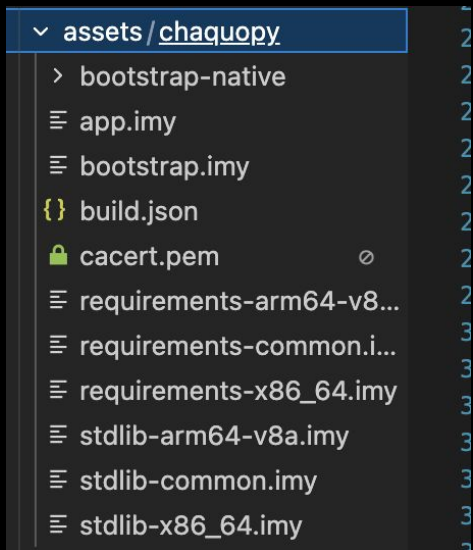 assets/chaquopy
bootstrap-native
app.imy
bootstrap.imy
{} build.json
cacert.pem
requirements-arm64-v8...
requirements-common.i...
requirements-x86_64.imy
stdlib-arm64-v8a.imy
stdlib-common.imy
stdlib-x86_64.imy